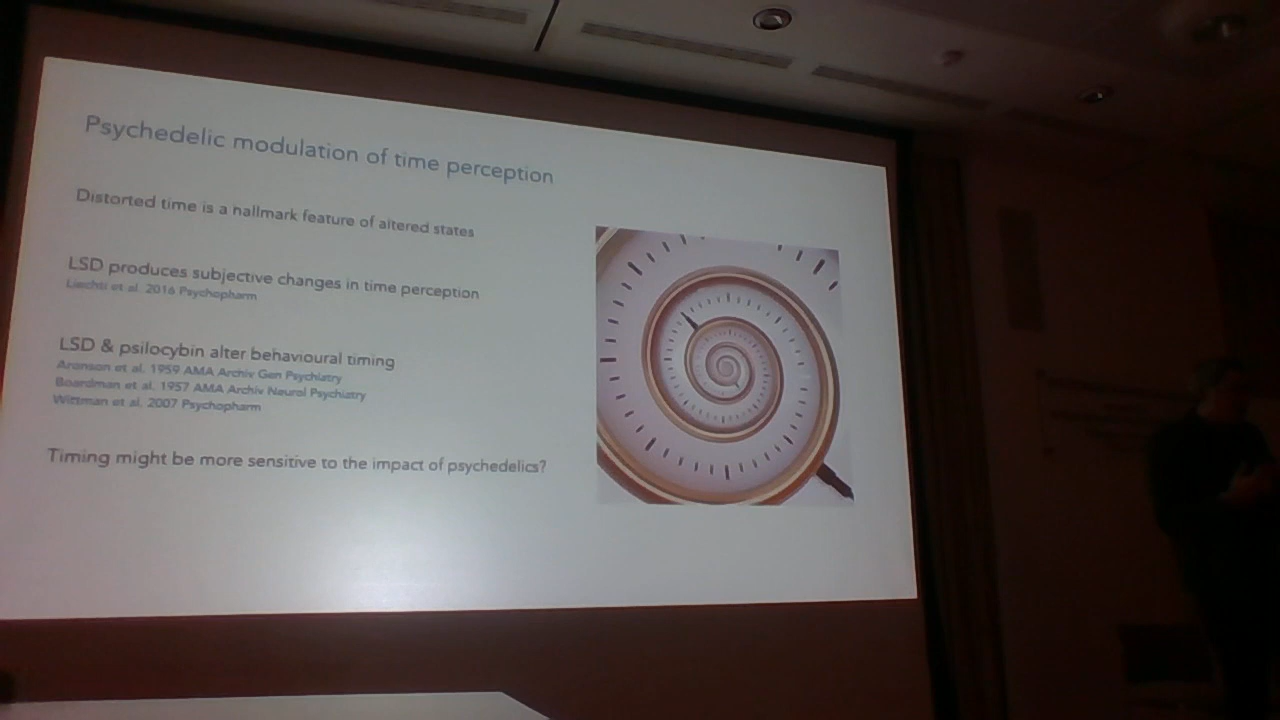 Psychedelic modulation of time perception
Distorted time is a hallmark feature of altered states
LSD produces subjective changes in time perception
Liechti et al. 2016 Psychopharm
LSD & psilocybin alter behavioural timing
Aronson et al. 1959 AMA Archiv Gen Psychiatry
Boardman et al. 1957 AMA Archiv Neurol Psychiatry
Wittman et al. 2007 Psychopharm
Timing might be more sensitive to the impact of psychedelics?